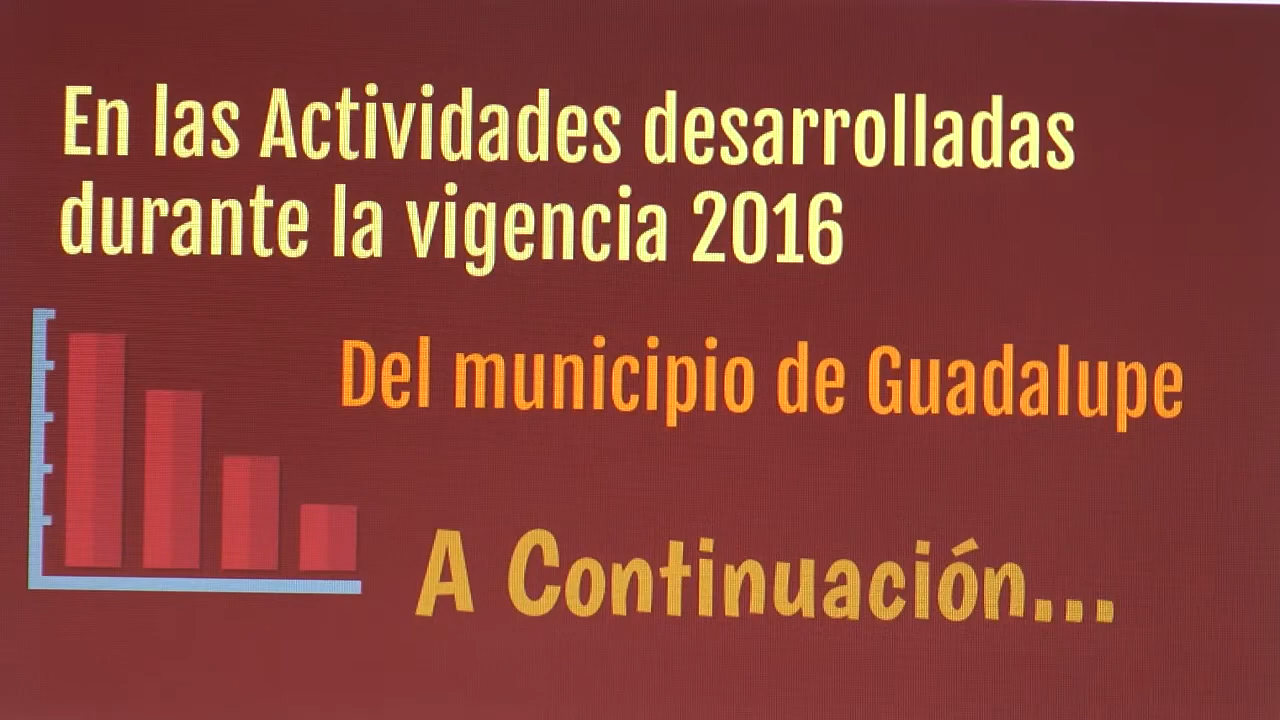 En las Actividades desarrolladas
durante la vigencia 2016
Del municipio de Guadalupe
A Continuación...